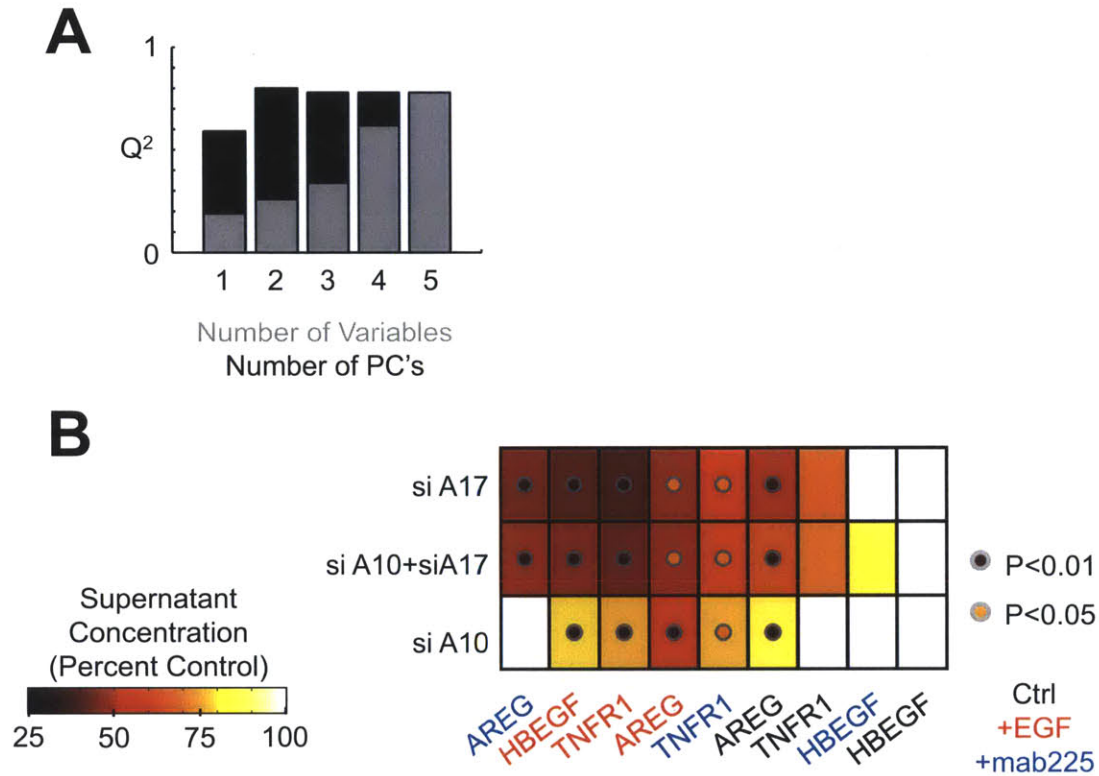 A
1
Q²
0
1 2 3 4 5
Number of Variables
Number of PC's
B
si A17
si A10+siA17
si A10
P<0.01
P<0.05
Supernatant
Concentration
(Percent Control)
25 50 75 100
AREG HBEGF TNFR1 AREG TNFR1 AREG TNFR1 HBEGF HBEGF
Ctrl
+EGF
+mab225